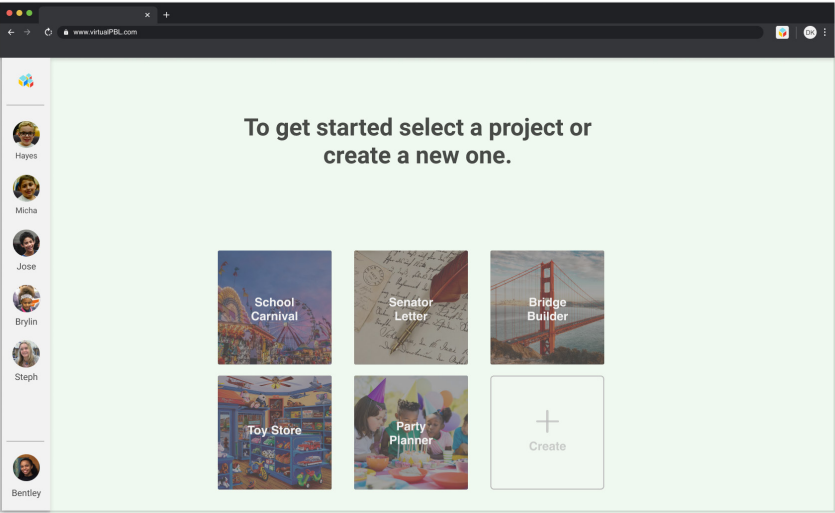 www.virtualPBL.com
DK
To get started select a project or
create a new one.
Hayes
Micha
Jose
Brylin
Steph
Bentley
School
Carnival
Senator
Letter
Bridge
Builder
Toy Store
Party
Planner
Create